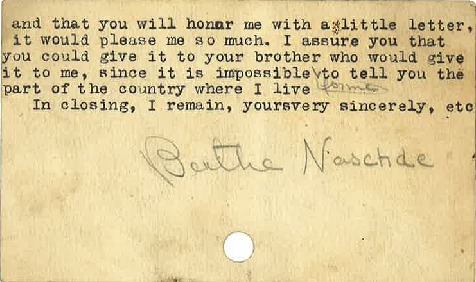 and that you will honor me with a little letter,
it would please me so much. I assure you that
you could give it to your brother who would give
it to me, since it is impossible to tell you the
part of the country where I live
In closing, I remain, yoursvery sincerely, etc
Berthe Naschde